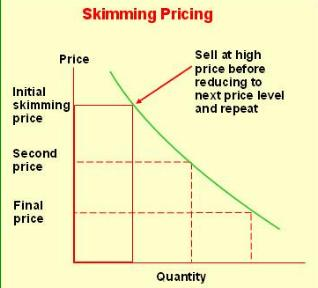 Skimming Pricing
Price
Sell at high
price before
reducing to
next price level
and repeat
Initial
skimming
price
Second
price
Final
price
Quantity